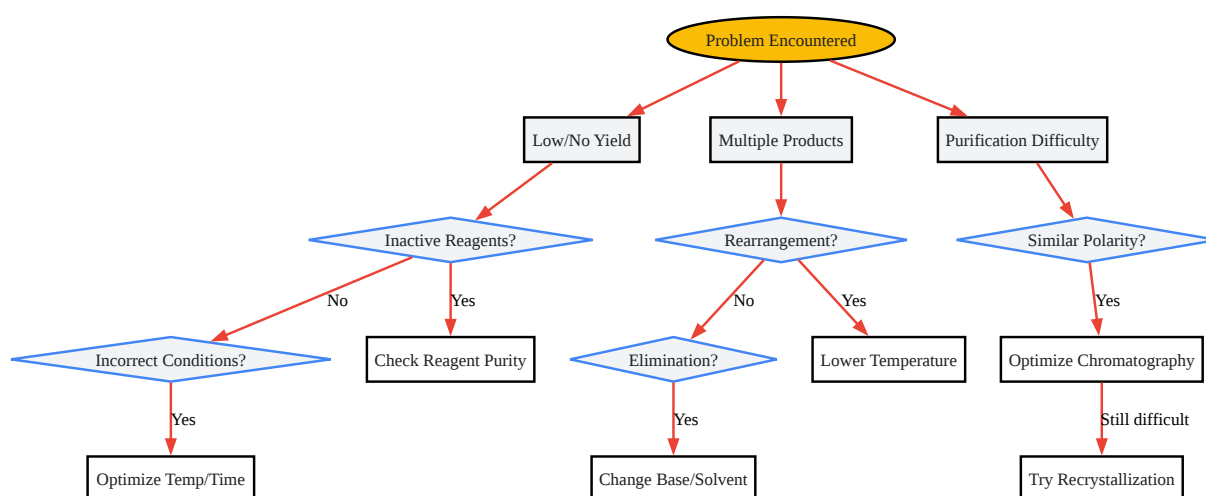 Problem Encountered
Low/No Yield
Multiple Products
Purification Difficulty
Inactive Reagents?
Rearrangement?
Similar Polarity?
No
Yes
No
Yes
Yes
Incorrect Conditions?
Check Reagent Purity
Elimination?
Lower Temperature
Optimize Chromatography
Yes
Yes
Still difficult
Optimize Temp/Time
Change Base/Solvent
Try Recrystallization